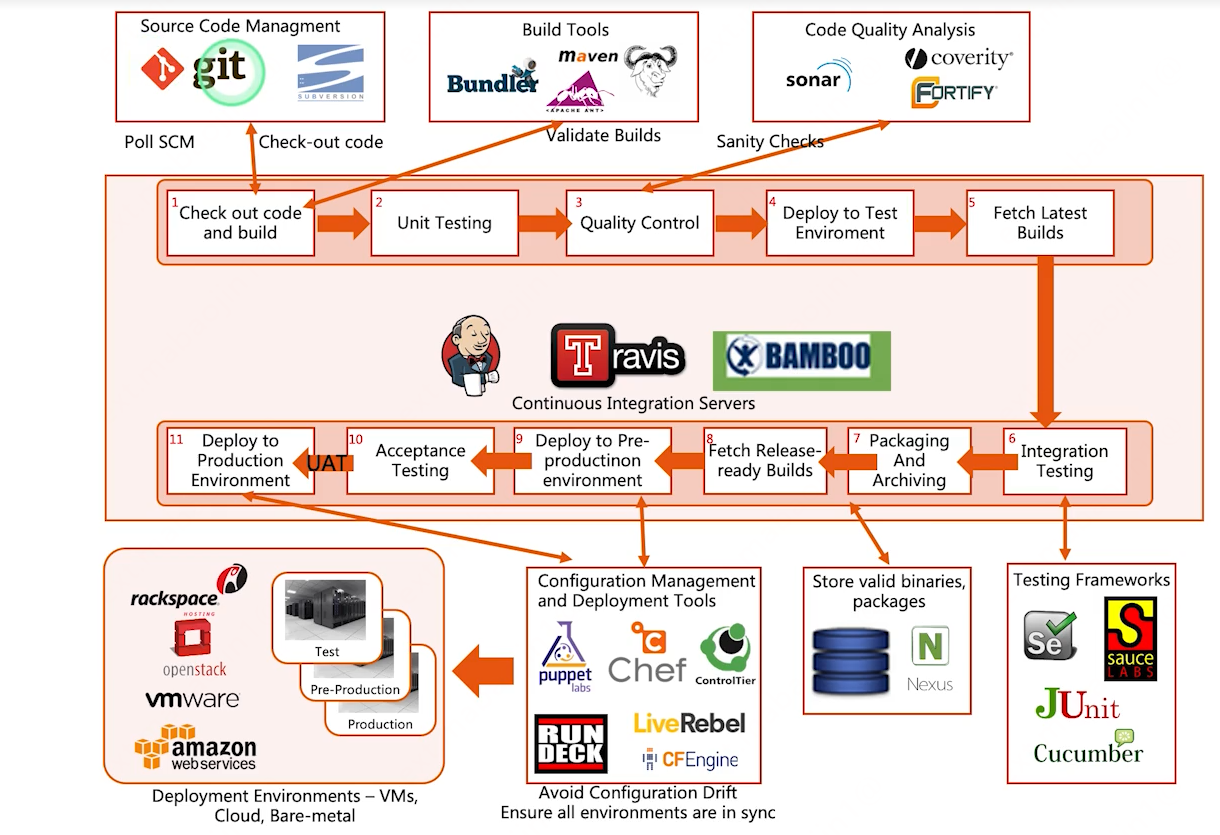 Source Code Managment
git
SUBVERSION
Build Tools
Bundler
maven
<APACHE ANT>
Code Quality Analysis
sonar
coverity®
FORTIFY®
Poll SCM
Check-out code
Validate Builds
Sanity Checks
1
Check out code
and build
2
Unit Testing
3
Quality Control
4
Deploy to Test
Enviroment
5
Fetch Latest
Builds
Travis
BAMBOO
Continuous Integration Servers
11
Deploy to
Production
Environment
UAT
10
Acceptance
Testing
9
Deploy to Pre-
productinon
environment
8
Fetch Release-
ready Builds
7
Packaging
And
Archiving
6
Integration
Testing
rackspace®
HOSTING
openstack
vmware®
amazon
webservices
Test
Pre-Production
Production
Deployment Environments – VMs,
Cloud, Bare-metal
Configuration Management
and Deployment Tools
puppet
labs
Chef
ControlTier
RUN
DECK
LiveRebel
CFEngine
Avoid Configuration Drift
Ensure all environments are in sync
Store valid binaries,
packages
N
Nexus
Testing Frameworks
Se
sauce
LABS
JUnit
Cucumber